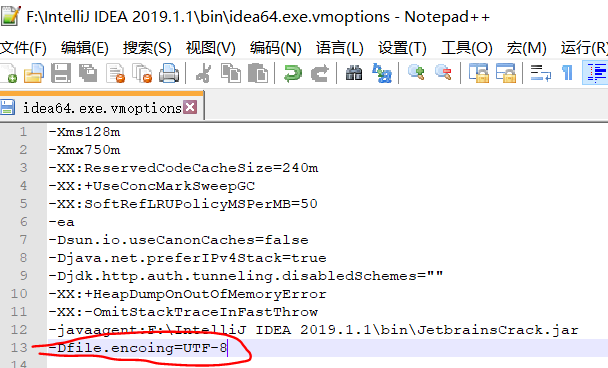 F:\IntelliJ IDEA 2019.1.1\bin\idea64.exe.vmoptions - Notepad++
文件(F) 编辑(E) 搜索(S) 视图(V) 编码(N) 语言(L) 设置(T) 工具(O) 宏(M) 运行(R)
idea64.exe.vmoptions
1 -Xms128m
2 -Xmx750m
3 -XX:ReservedCodeCacheSize=240m
4 -XX:+UseConcMarkSweepGC
5 -XX:SoftRefLRUPolicyMSPerMB=50
6 -ea
7 -Dsun.io.useCanonCaches=false
8 -Djava.net.preferIPv4Stack=true
9 -Djdk.http.auth.tunneling.disabledSchemes=""
10 -XX:+HeapDumpOnOutOfMemoryError
11 -XX:-OmitStackTraceInFastThrow
12 -javaagent:F:\IntelliJ IDEA 2019.1.1\bin\JetbrainsCrack.jar
13 -Dfile.encoing=UTF-8
14